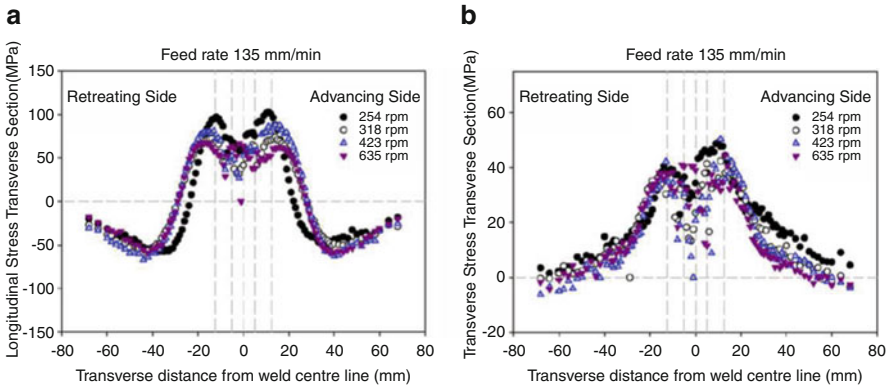 a
Feed rate 135 mm/min
Longitudinal Stress Transverse Section(MPa)
150
100
50
0
-50
-100
-150
Retreating Side
Advancing Side
254 rpm
318 rpm
423 rpm
635 rpm
-80 -60 -40 -20 0 20 40 60 80
Transverse distance from weld centre line (mm)
b
Feed rate 135 mm/min
Transverse Stress Transverse Section(MPa)
60
40
20
0
-20
Retreating Side
Advancing Side
254 rpm
318 rpm
423 rpm
635 rpm
-80 -60 -40 -20 0 20 40 60 80
Transverse distance from weld centre line (mm)